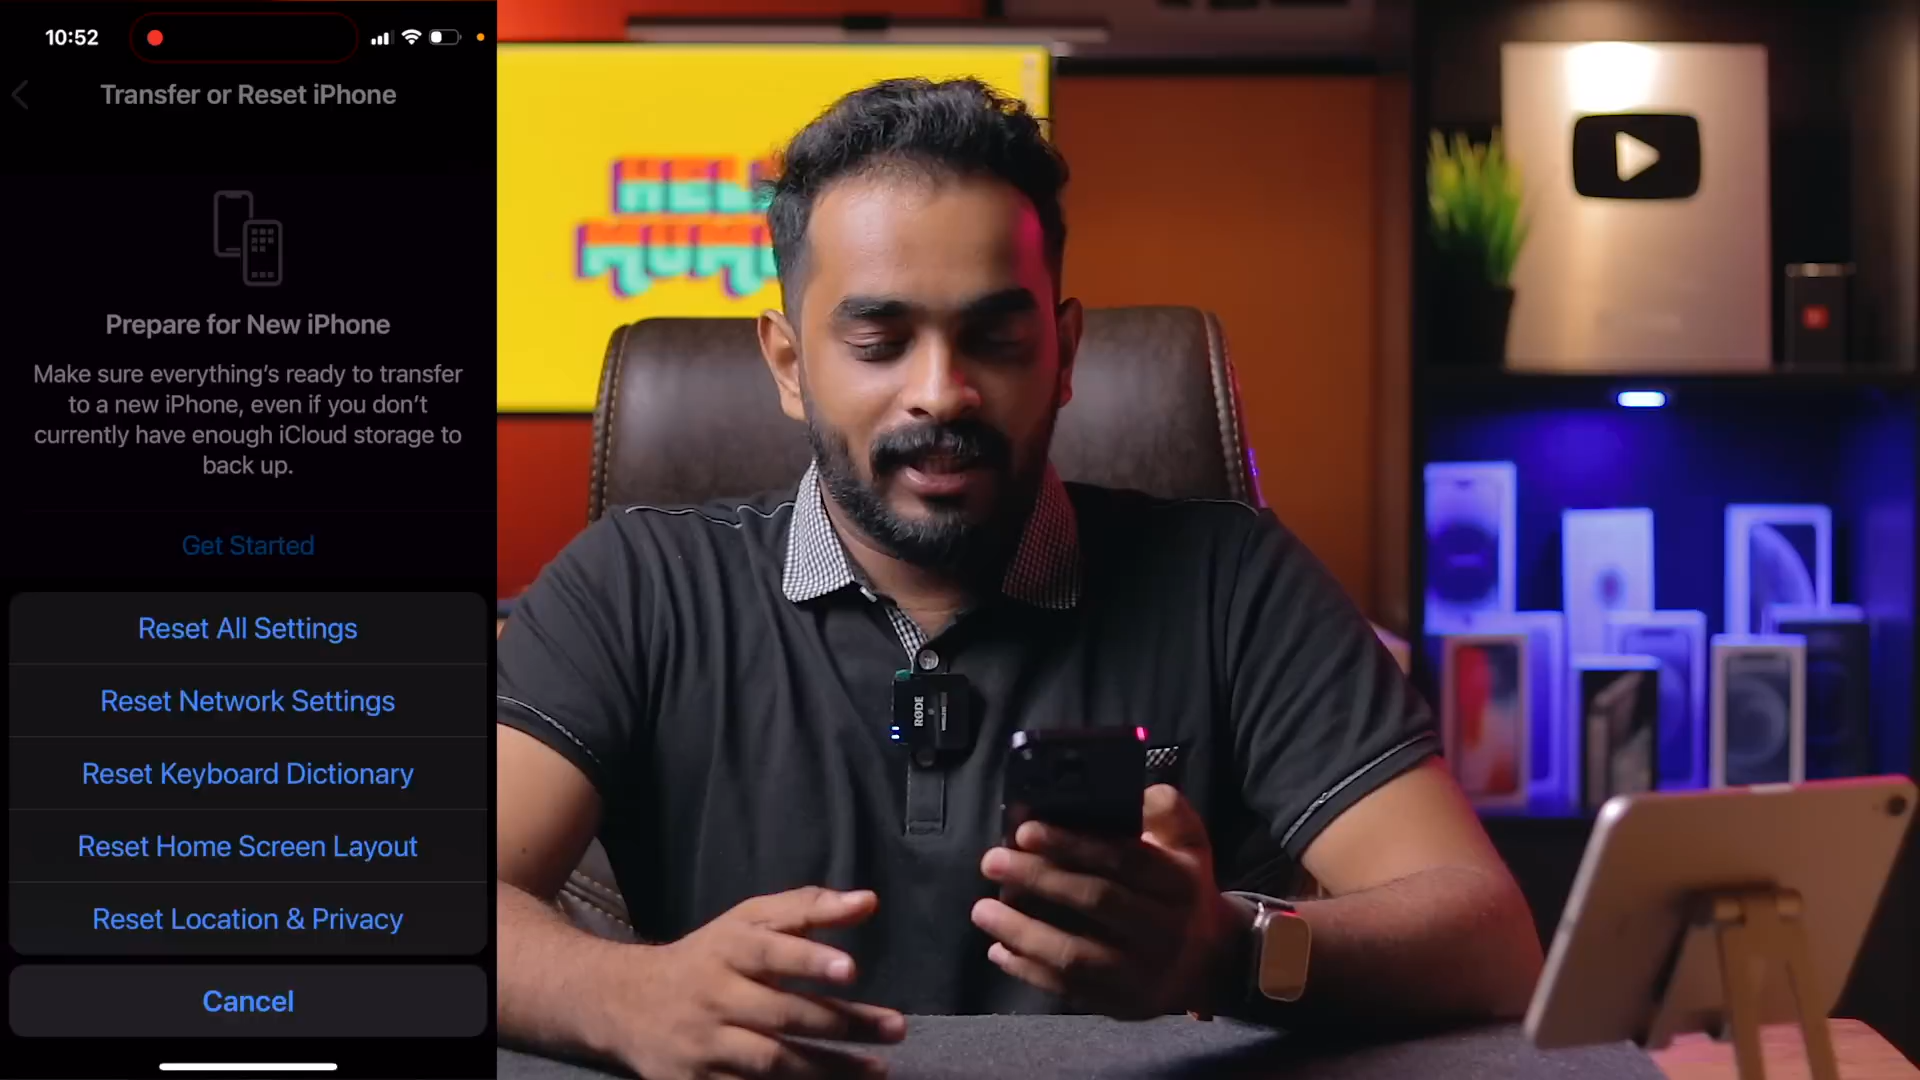 10:52
Transfer or Reset iPhone
Prepare for New iPhone
Make sure everything's ready to transfer
to a new iPhone, even if you don't
currently have enough iCloud storage to
back up.
Get Started
Reset All Settings
Reset Network Settings
Reset Keyboard Dictionary
Reset Home Screen Layout
Reset Location & Privacy
Cancel
RØDE